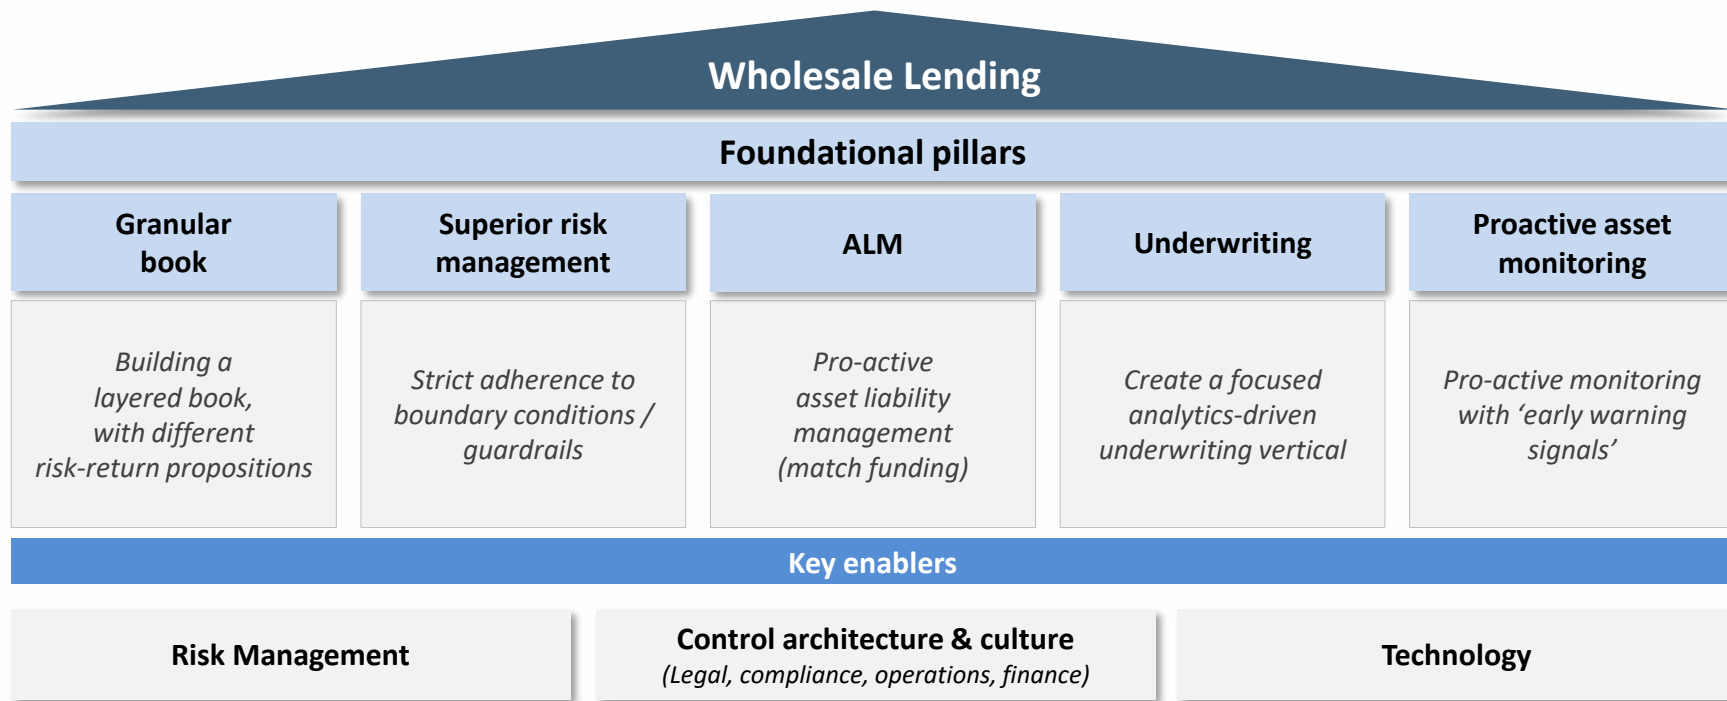 Wholesale Lending
Foundational pillars
Granular
book
Superior risk
management
ALM
Underwriting
Proactive asset
monitoring
Building a
layered book,
with different
risk-return propositions
Strict adherence to
boundary conditions /
guardrails
Pro-active
asset liability
management
(match funding)
Create a focused
analytics-driven
underwriting vertical
Pro-active monitoring
with ‘early warning
signals’
Key enablers
Risk Management
Control architecture & culture
(Legal, compliance, operations, finance)
Technology